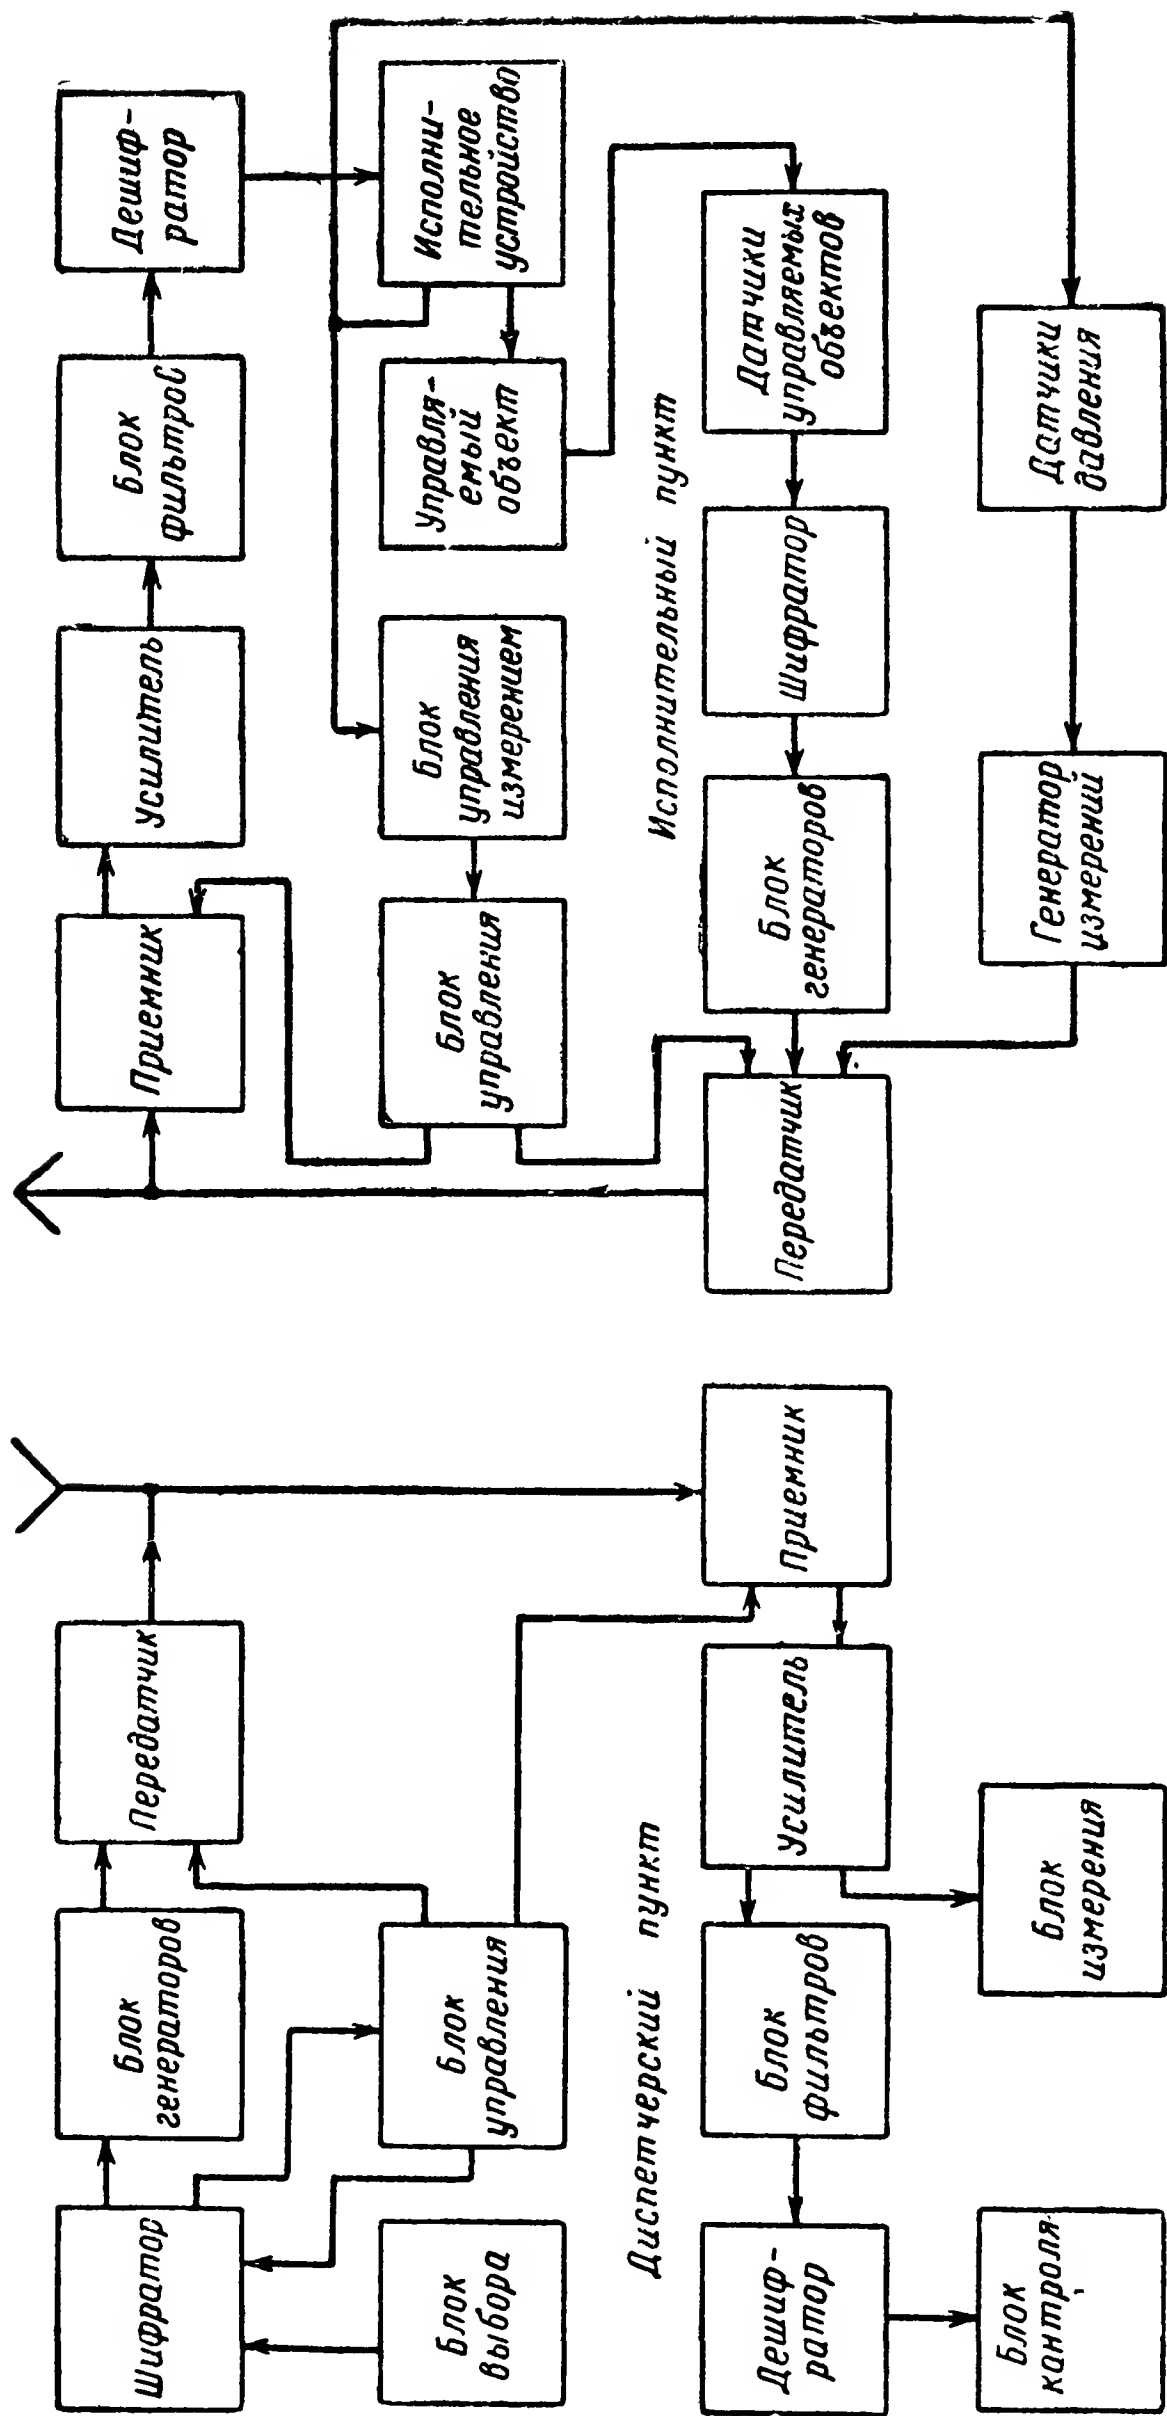 Шифратор
Блок
генераторов
Передатчик
Блок
выбора
Блок
управления
Диспетчерский пункт
Дешиф-
ратор
Блок
фильтров
Усилитель
Приемник
Блок
кантроля
Блок
измерения
Приемник
Усилитель
Блок
фильтроС
Дешиф-
ратор
Блок
управления
Блок
управления
измерением
Управля-
емый
объект
Исполни-
тельное
устройство
Исполнительный пункт
Передатчик
Блок
генераторов
Шифратор
Датчики
управляемых
объектов
Генератор
измерений
Датчики
давления